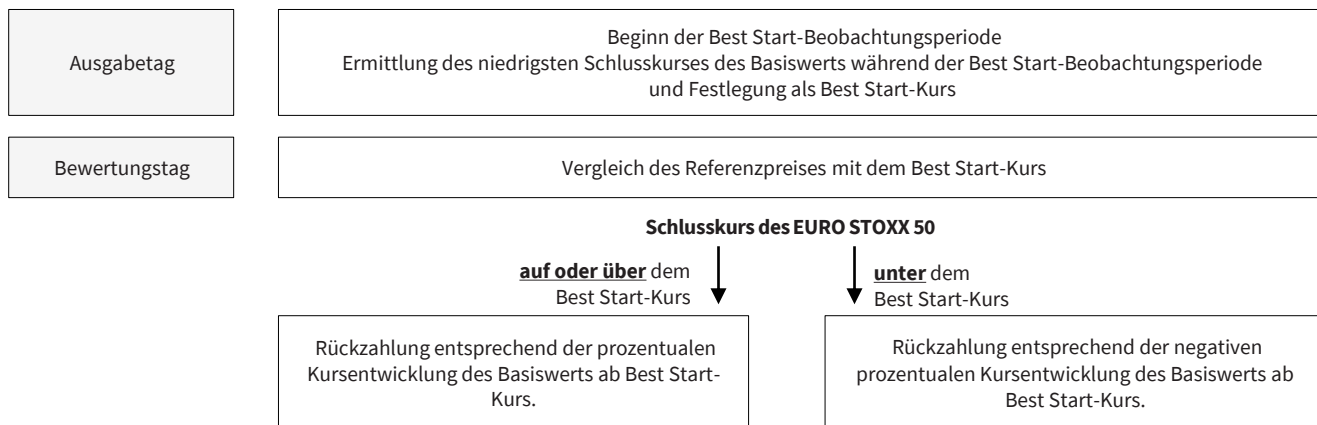 Ausgabetag
Beginn der Best Start-Beobachtungsperiode
Ermittlung des niedrigsten Schlusskurses des Basiswerts während der Best Start-Beobachtungsperiode
und Festlegung als Best Start-Kurs
Bewertungstag
Vergleich des Referenzpreises mit dem Best Start-Kurs
Schlusskurs des EURO STOXX 50
auf oder über dem
Best Start-Kurs
unter dem
Best Start-Kurs
Rückzahlung entsprechend der prozentualen
Kursentwicklung des Basiswerts ab Best Start-
Kurs.
Rückzahlung entsprechend der negativen
prozentualen Kursentwicklung des Basiswerts ab
Best Start-Kurs.